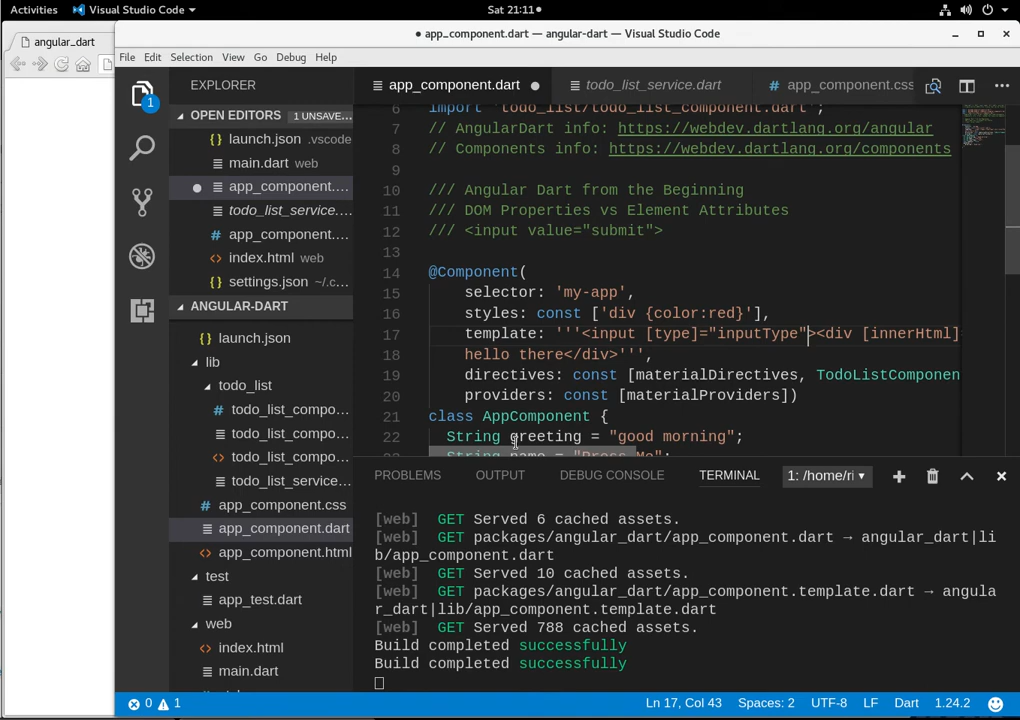 Activities Visual Studio Code ▾ Sat 21:11●
● app_component.dart — angular-dart — Visual Studio Code
angular_dart
File Edit Selection View Go Debug Help
EXPLORER
OPEN EDITORS 1 UNSAVE...
launch.json .vscode
main.dart web
app_component....
todo_list_service....
app_component....
index.html web
settings.json ~/.c...
ANGULAR-DART
launch.json
lib
todo_list
todo_list_compo...
todo_list_compo...
todo_list_compo...
todo_list_service...
app_component.css
app_component.dart
app_component.html
test
app_test.dart
web
index.html
main.dart
1
app_component.dart ● todo_list_service.dart app_component.css ...
6 import 'todo_list/todo_list_component.dart';
7 // AngularDart info: https://webdev.dartlang.org/angular
8 // Components info: https://webdev.dartlang.org/components
9
10 /// Angular Dart from the Beginning
11 /// DOM Properties vs Element Attributes
12 /// <input value="submit">
13
14 @Component(
15 selector: 'my-app',
16 styles: const ['div {color:red}'],
17 template: '''<input [type]="inputType"><div [innerHtml]
18 hello there</div>''',
19 directives: const [materialDirectives, TodoListComponen
20 providers: const [materialProviders])
21 class AppComponent {
22 String greeting = "good morning";
String name = "Press Me";
PROBLEMS OUTPUT DEBUG CONSOLE TERMINAL 1: /home/ri ▾
[web] GET Served 6 cached assets.
[web] GET packages/angular_dart/app_component.dart → angular_dart|li
b/app_component.dart
[web] GET Served 10 cached assets.
[web] GET packages/angular_dart/app_component.template.dart → angula
r_dart|lib/app_component.template.dart
[web] GET Served 788 cached assets.
Build completed successfully
Build completed successfully
0 1 Ln 17, Col 43 Spaces: 2 UTF-8 LF Dart 1.24.2